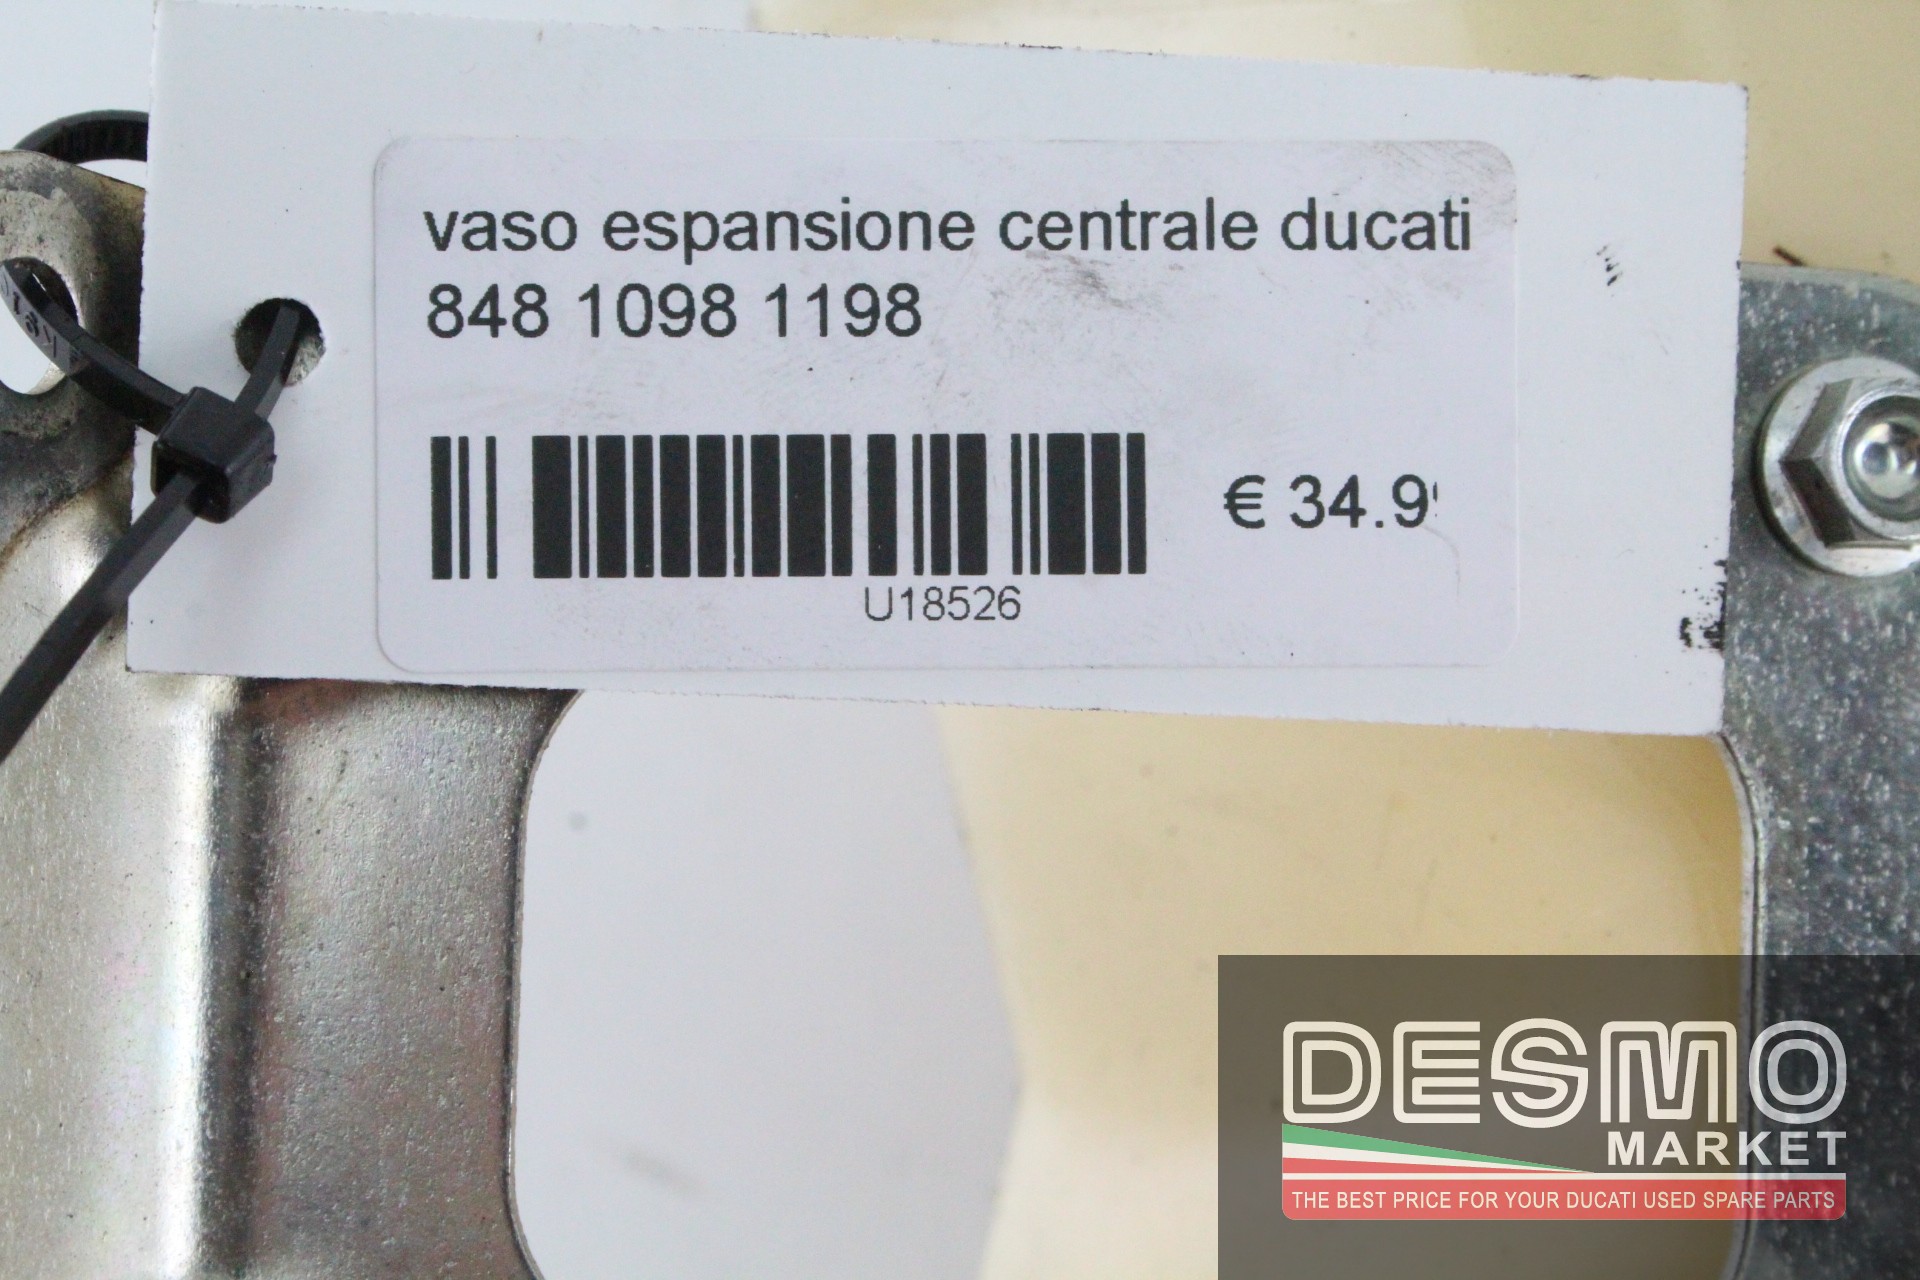 vaso espansione centrale ducati
848 1098 1198
€ 34.9
U18526
DESMO
MARKET
THE BEST PRICE FOR YOUR DUCATI USED SPARE PARTS